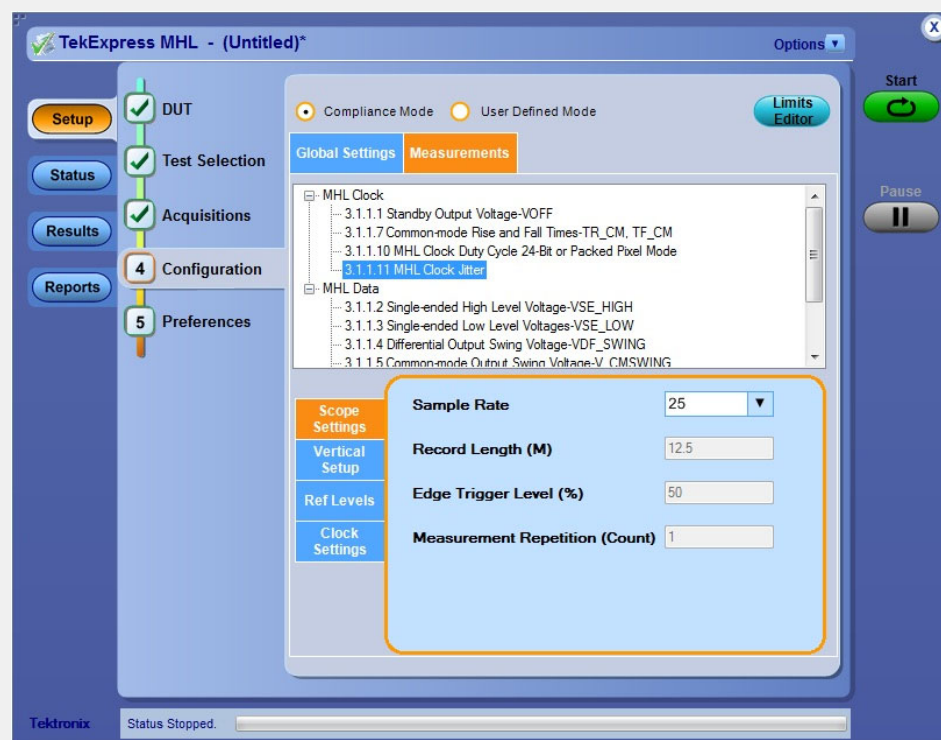 TekExpress MHL - (Untitled)*
Options
X
Start
Setup
Status
Results
Reports
DUT
Test Selection
Acquisitions
4 Configuration
5 Preferences
Compliance Mode
User Defined Mode
Limits
Editor
Pause
Global Settings
Measurements
MHL Clock
3.1.1.1 Standby Output Voltage-VOFF
3.1.1.7 Common-mode Rise and Fall Times-TR_CM, TF_CM
3.1.1.10 MHL Clock Duty Cycle 24-Bit or Packed Pixel Mode
3.1.1.11 MHL Clock Jitter
MHL Data
3.1.1.2 Single-ended High Level Voltage-VSE_HIGH
3.1.1.3 Single-ended Low Level Voltages-VSE_LOW
3.1.1.4 Differential Output Swing Voltage-VDF_SWING
3.1.1.5 Common-mode Output Swing Voltage-V_CMSWING
Scope
Settings
Vertical
Setup
Ref Levels
Clock
Settings
Sample Rate 25
Record Length (M) 12.5
Edge Trigger Level (%) 50
Measurement Repetition (Count) 1
Tektronix
Status Stopped.